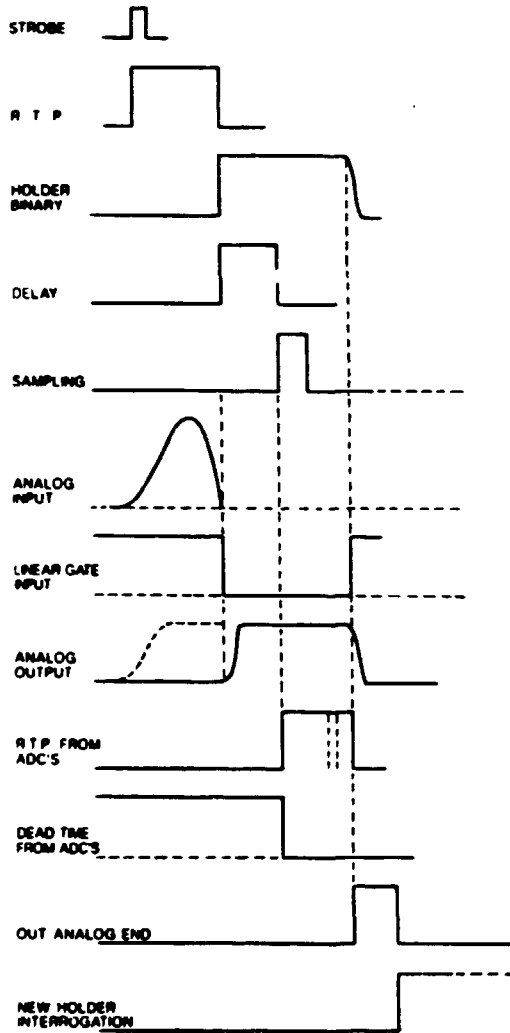 STROBE
R T P
HOLDER
BINARY
DELAY
SAMPLING
ANALOG
INPUT
LINEAR GATE
INPUT
ANALOG
OUTPUT
R.T.P. FROM
ADC'S
DEAD TIME
FROM ADC'S
OUT ANALOG END
NEW HOLDER
INTERROGATION